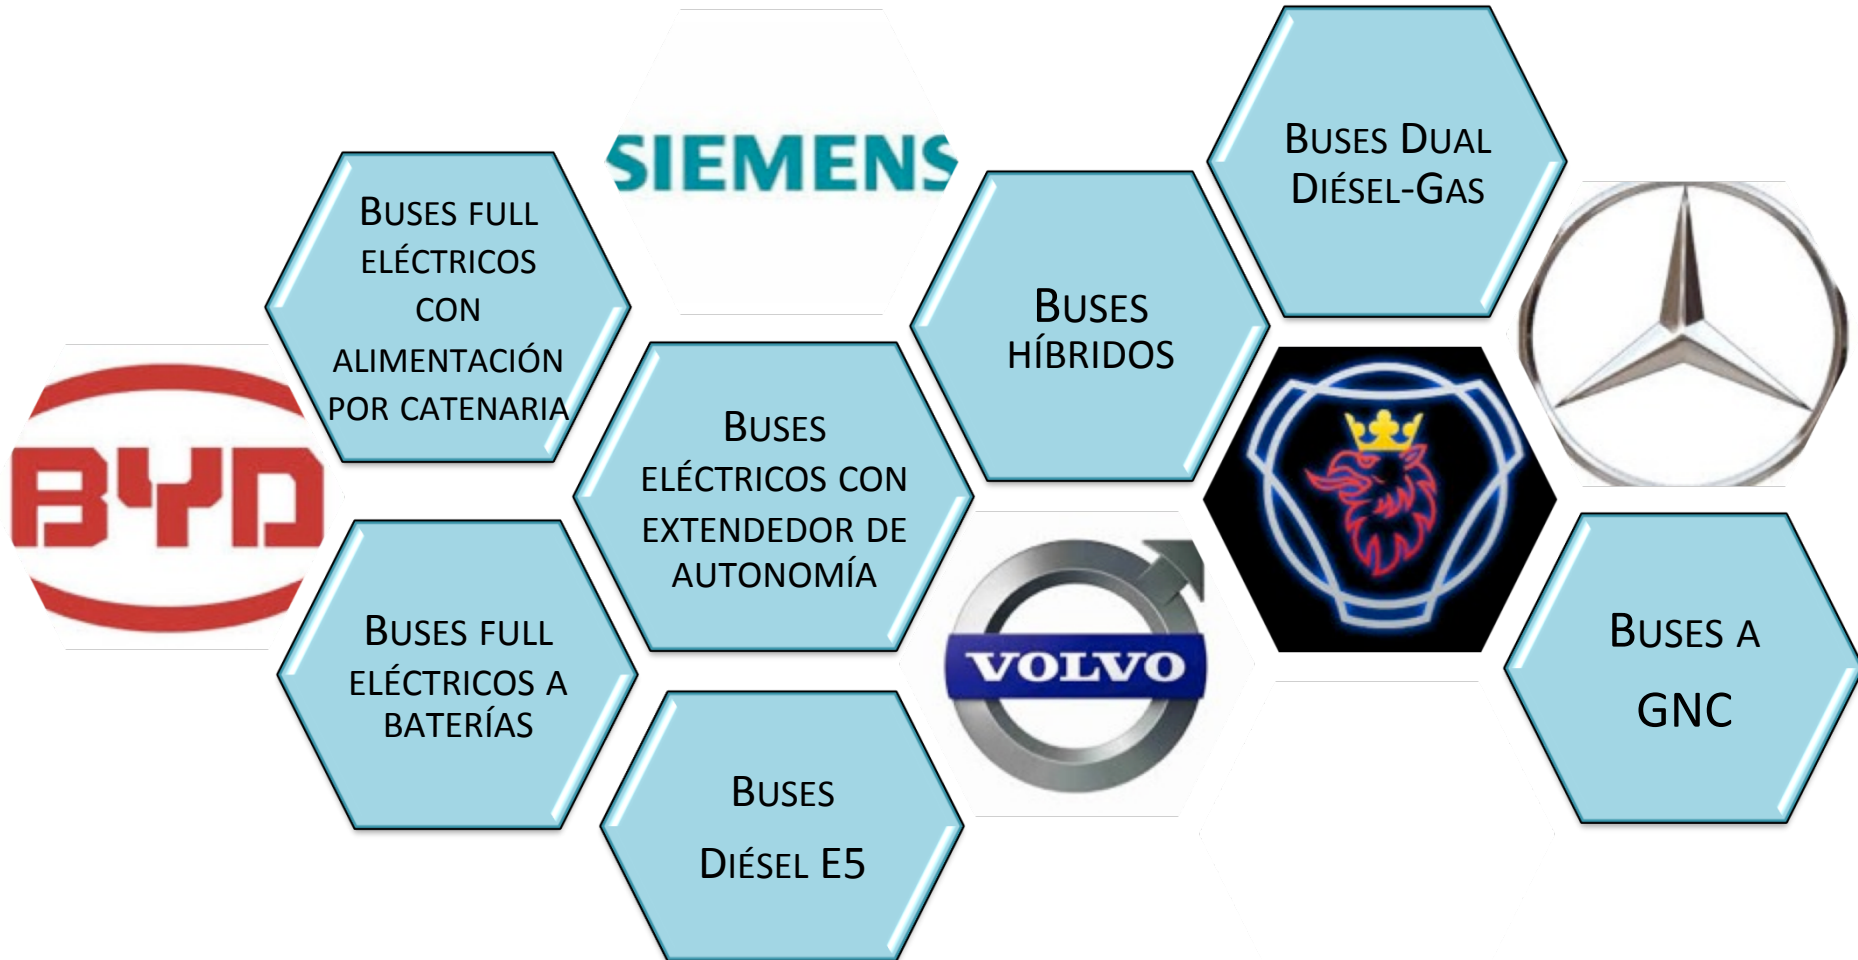 SIEMENS
BUSES DUAL
DIÉSEL-GAS
BUSES FULL
ELÉCTRICOS
CON
ALIMENTACIÓN
POR CATENARIA
BUSES
HÍBRIDOS
BYD
BUSES
ELÉCTRICOS CON
EXTENDEDOR DE
AUTONOMÍA
BUSES FULL
ELÉCTRICOS A
BATERÍAS
VOLVO
BUSES A
GNC
BUSES
DIÉSEL E5